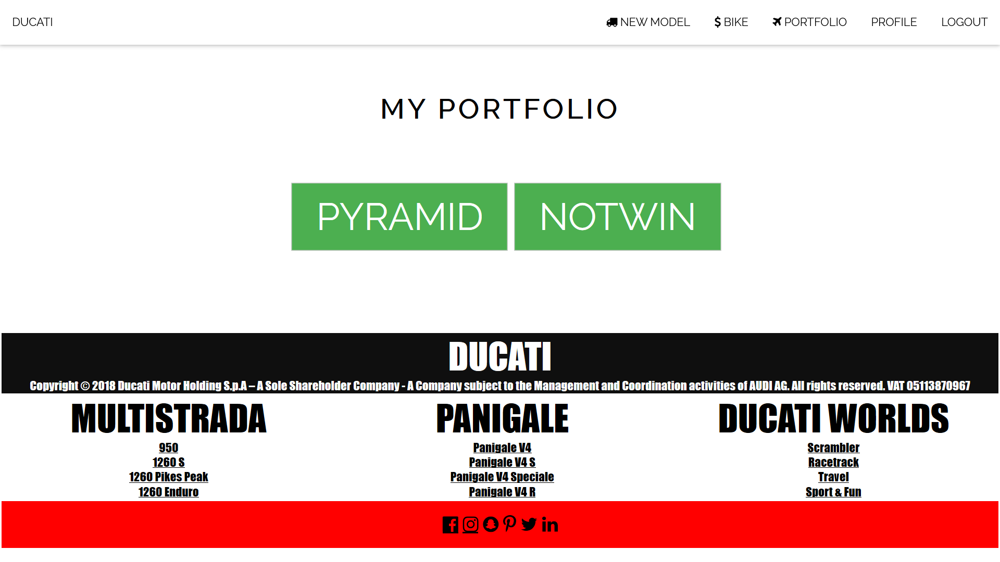 DUCATI NEW MODEL BIKE PORTFOLIO PROFILE LOGOUT
MY PORTFOLIO
PYRAMID NOTWIN
DUCATI
Copyright © 2018 Ducati Motor Holding S.p.A – A Sole Shareholder Company - A Company subject to the Management and Coordination activities of AUDI AG. All rights reserved. VAT 05113870967
MULTISTRADA
950
1260 S
1260 Pikes Peak
1260 Enduro
PANIGALE
Panigale V4
Panigale V4 S
Panigale V4 Speciale
Panigale V4 R
DUCATI WORLDS
Scrambler
Racetrack
Travel
Sport & Fun